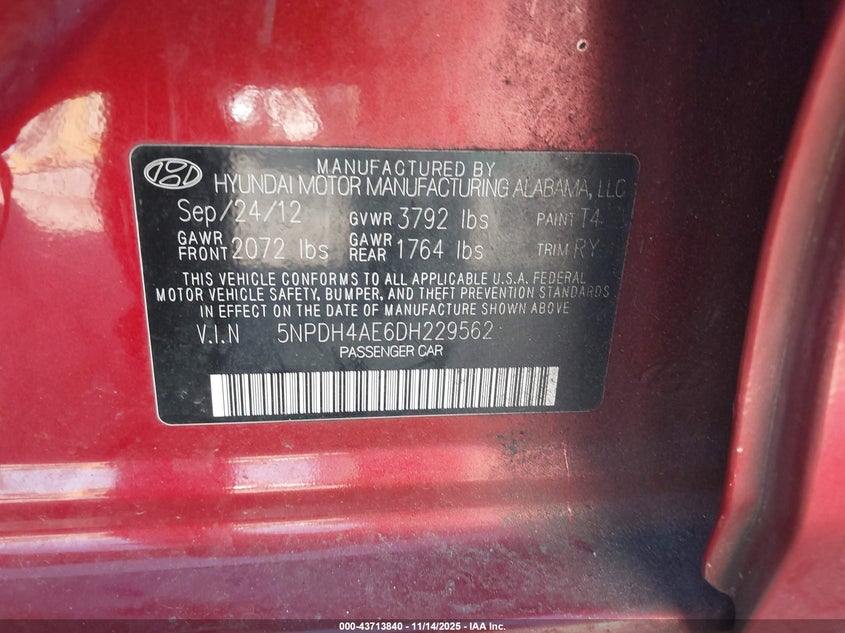 MANUFACTURED BY
HYUNDAI MOTOR MANUFACTURING ALABAMA, LLC
Sep/24/12 GVWR 3792 lbs PAINT T4
GAWR FRONT 2072 lbs GAWR REAR 1764 lbs TRIM RY
THIS VEHICLE CONFORMS TO ALL APPLICABLE U.S.A. FEDERAL
MOTOR VEHICLE SAFETY, BUMPER, AND THEFT PREVENTION STANDARDS
IN EFFECT ON THE DATE OF MANUFACTURE SHOWN ABOVE
V.I.N 5NPDH4AE6DH229562
PASSENGER CAR
000-43713840 - 11/14/2025 - IAA Inc.